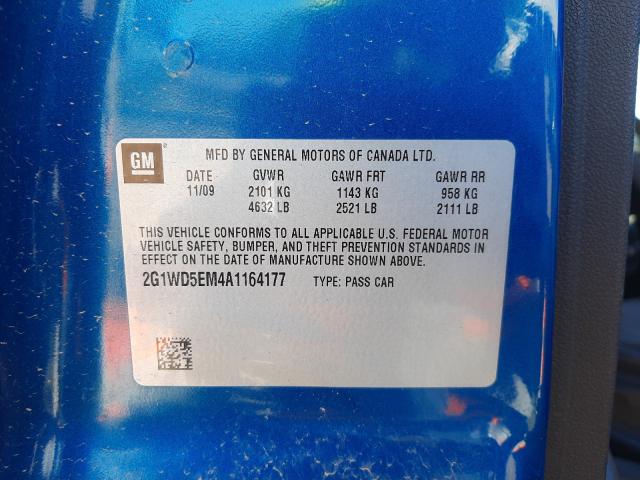 GM
MFD BY GENERAL MOTORS OF CANADA LTD.
DATE GVWR GAWR FRT GAWR RR
11/09 2101 KG 1143 KG 958 KG
4632 LB 2521 LB 2111 LB
THIS VEHICLE CONFORMS TO ALL APPLICABLE U.S. FEDERAL MOTOR
VEHICLE SAFETY, BUMPER, AND THEFT PREVENTION STANDARDS IN
EFFECT ON THE DATE OF MANUFACTURE SHOWN ABOVE.
2G1WD5EM4A1164177 TYPE: PASS CAR